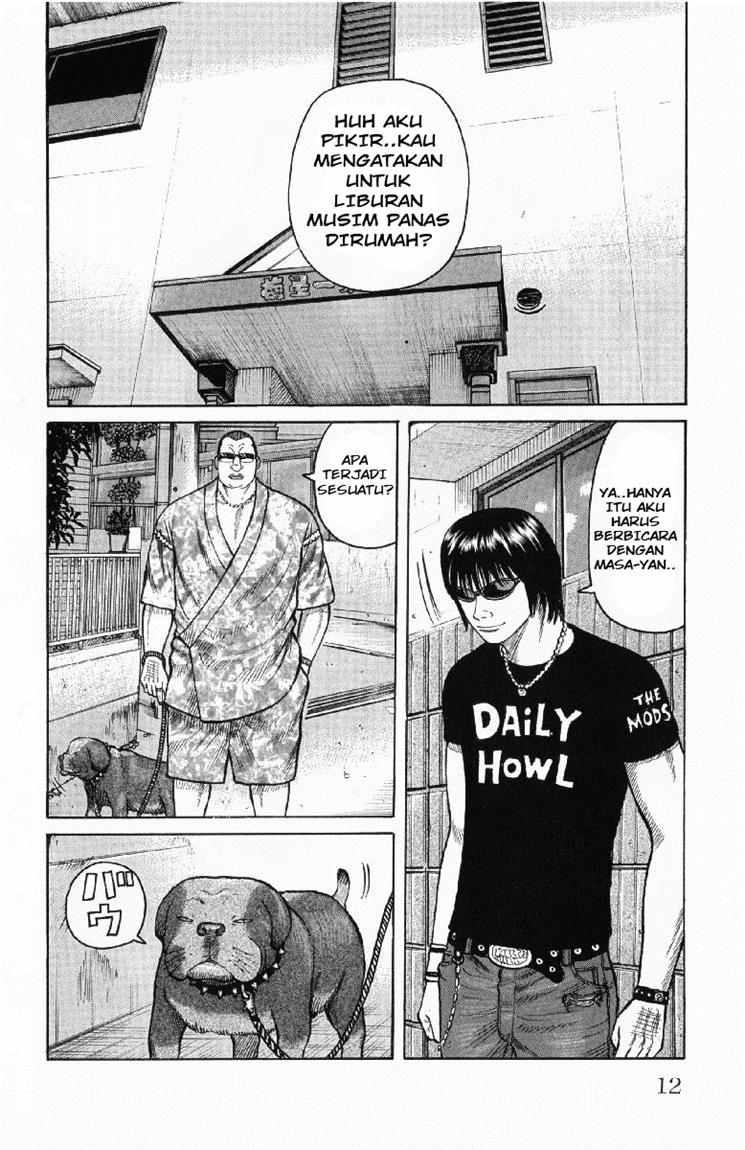 HUH AKU
PIKIR..KAU
MENGATAKAN
UNTUK
LIBURAN
MUSIM PANAS
DIRUMAH?
APA
TERJADI
SESUATU?
YA..HANYA
ITU AKU
HARUS
BERBICARA
DENGAN
MASA-YAN..
THE
MODS
DAiLY
HOWL
バウ
12